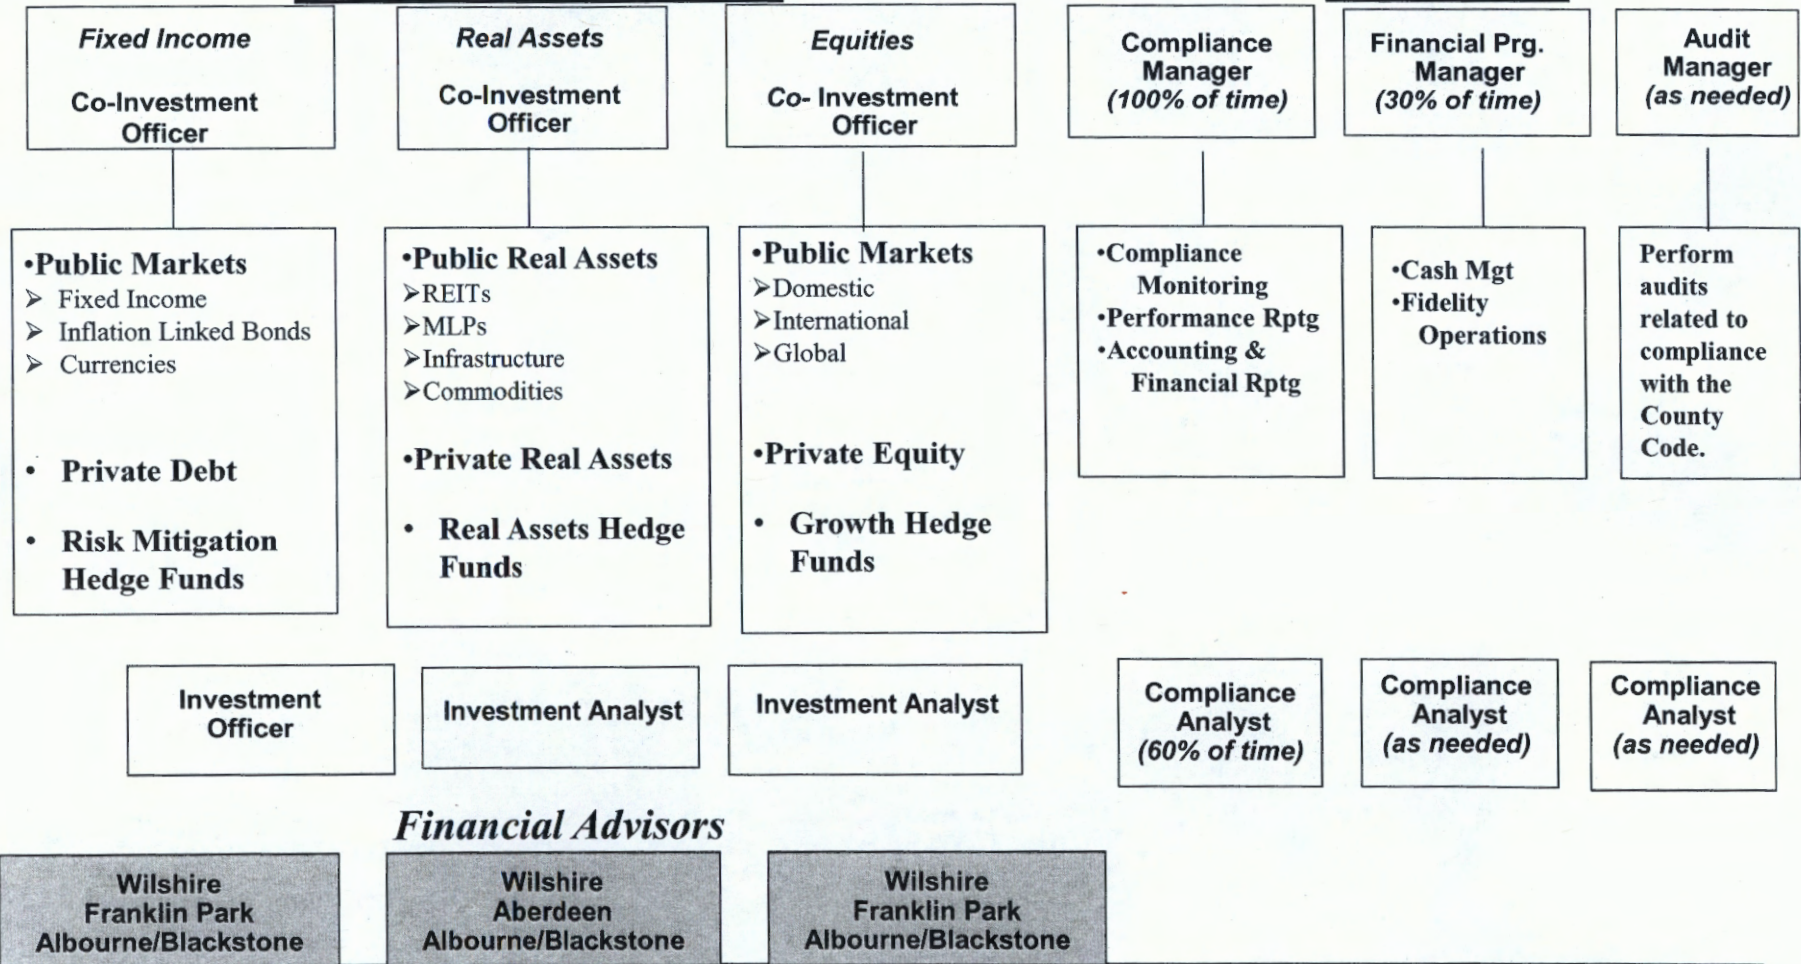 Fixed Income
Co-Investment
Officer
Real Assets
Co-Investment
Officer
Equities
Co- Investment
Officer
Compliance
Manager
(100% of time)
Financial Prg.
Manager
(30% of time)
Audit
Manager
(as needed)
•Public Markets
➢ Fixed Income
➢ Inflation Linked Bonds
➢ Currencies
• Private Debt
• Risk Mitigation
Hedge Funds
•Public Real Assets
➢REITs
➢MLPs
➢Infrastructure
➢Commodities
•Private Real Assets
• Real Assets Hedge
Funds
•Public Markets
➢Domestic
➢International
➢Global
•Private Equity
• Growth Hedge
Funds
•Compliance
Monitoring
•Performance Rptg
•Accounting &
Financial Rptg
•Cash Mgt
•Fidelity
Operations
Perform
audits
related to
compliance
with the
County
Code.
Investment
Officer
Investment Analyst
Investment Analyst
Compliance
Analyst
(60% of time)
Compliance
Analyst
(as needed)
Compliance
Analyst
(as needed)
Financial Advisors
Wilshire
Franklin Park
Albourne/Blackstone
Wilshire
Aberdeen
Albourne/Blackstone
Wilshire
Franklin Park
Albourne/Blackstone